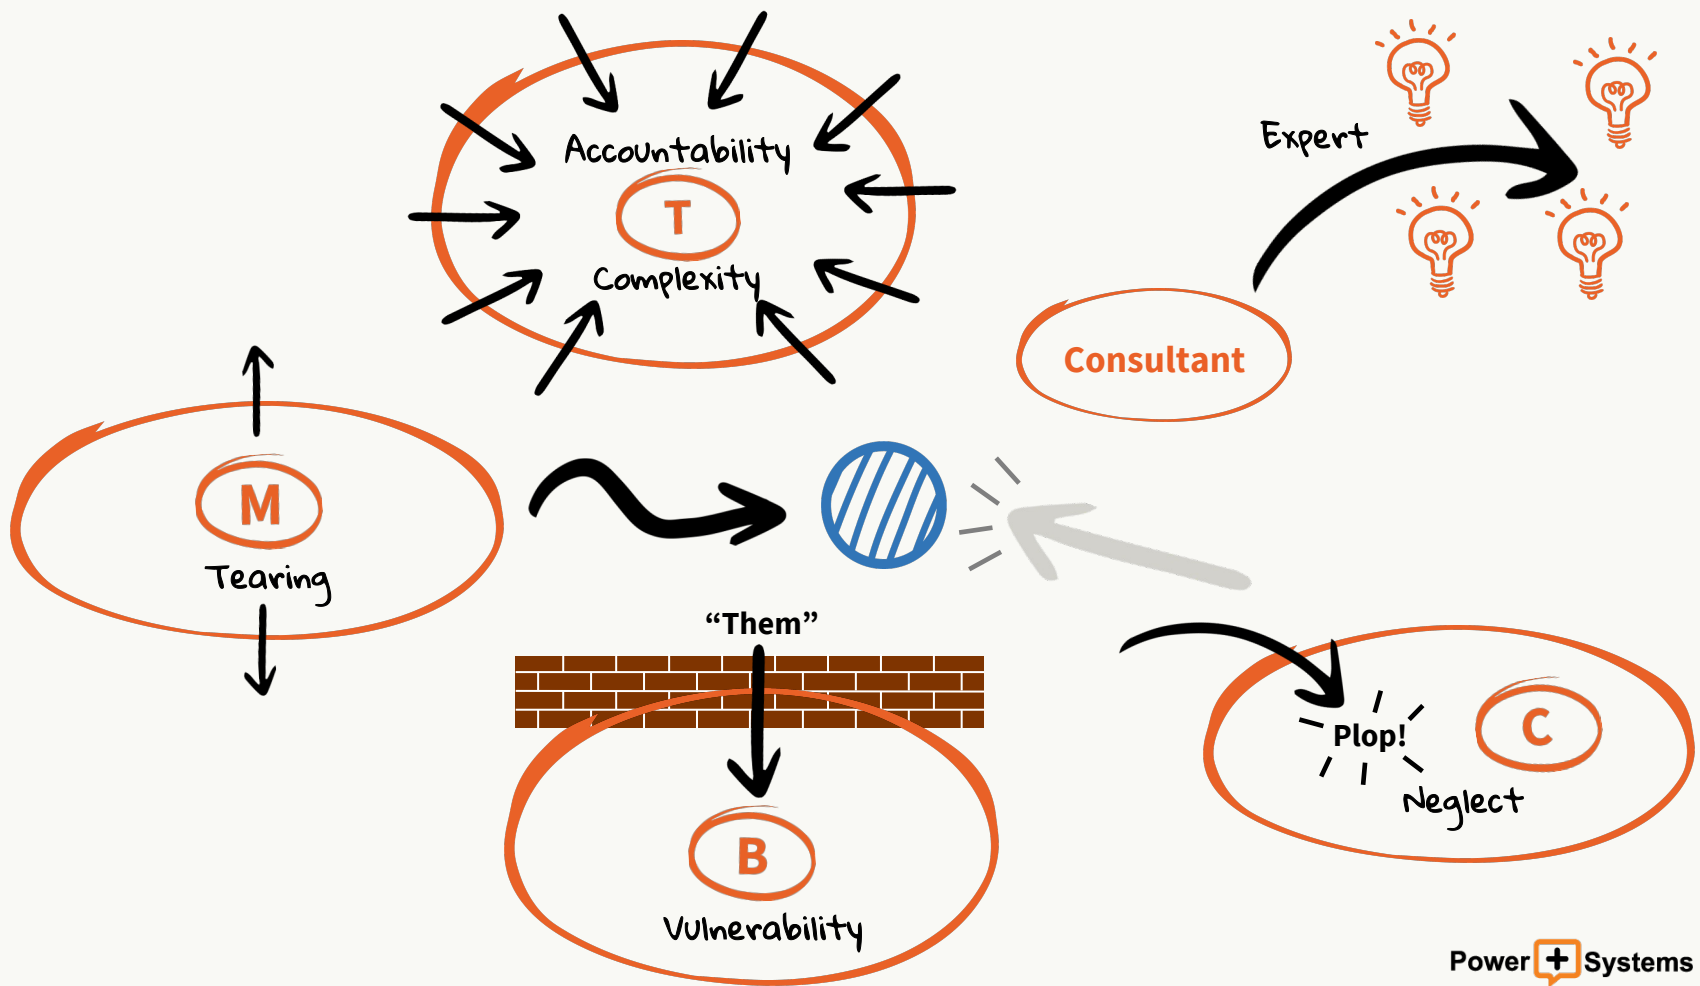 Accountability
T
Complexity
Expert
Consultant
M
Tearing
“Them”
B
Vulnerability
Plop!
C
Neglect
Power + Systems